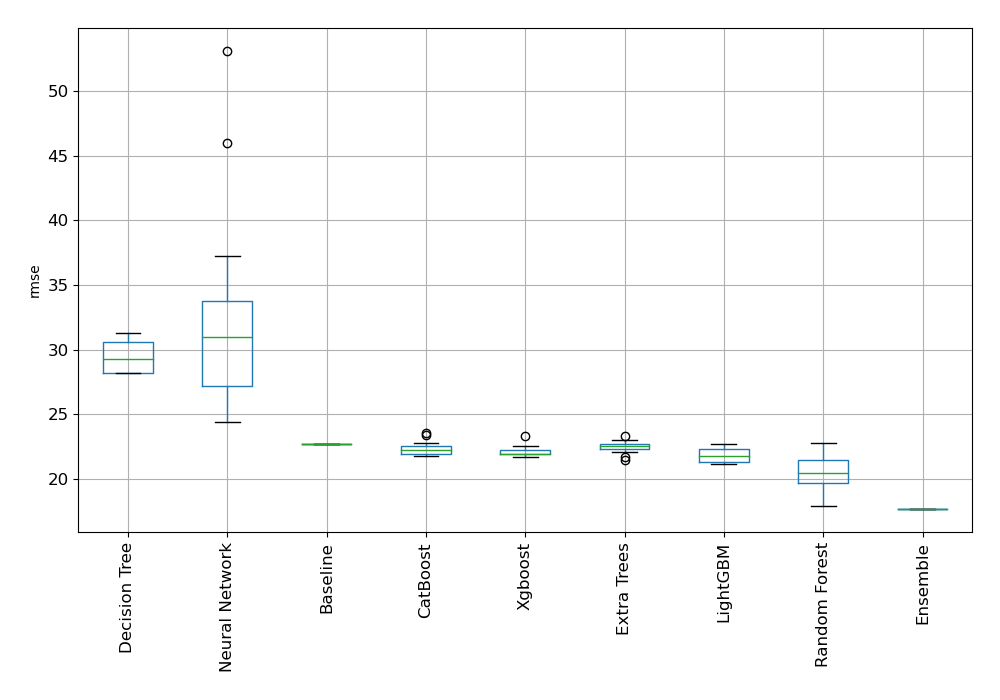 rmse
50
45
40
35
30
25
20
Decision Tree
Neural Network
Baseline
CatBoost
Xgboost
Extra Trees
LightGBM
Random Forest
Ensemble